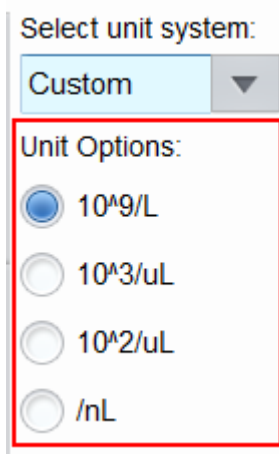 Select unit system:
Custom
Unit Options:
10^9/L
10^3/uL
10^2/uL
/nL